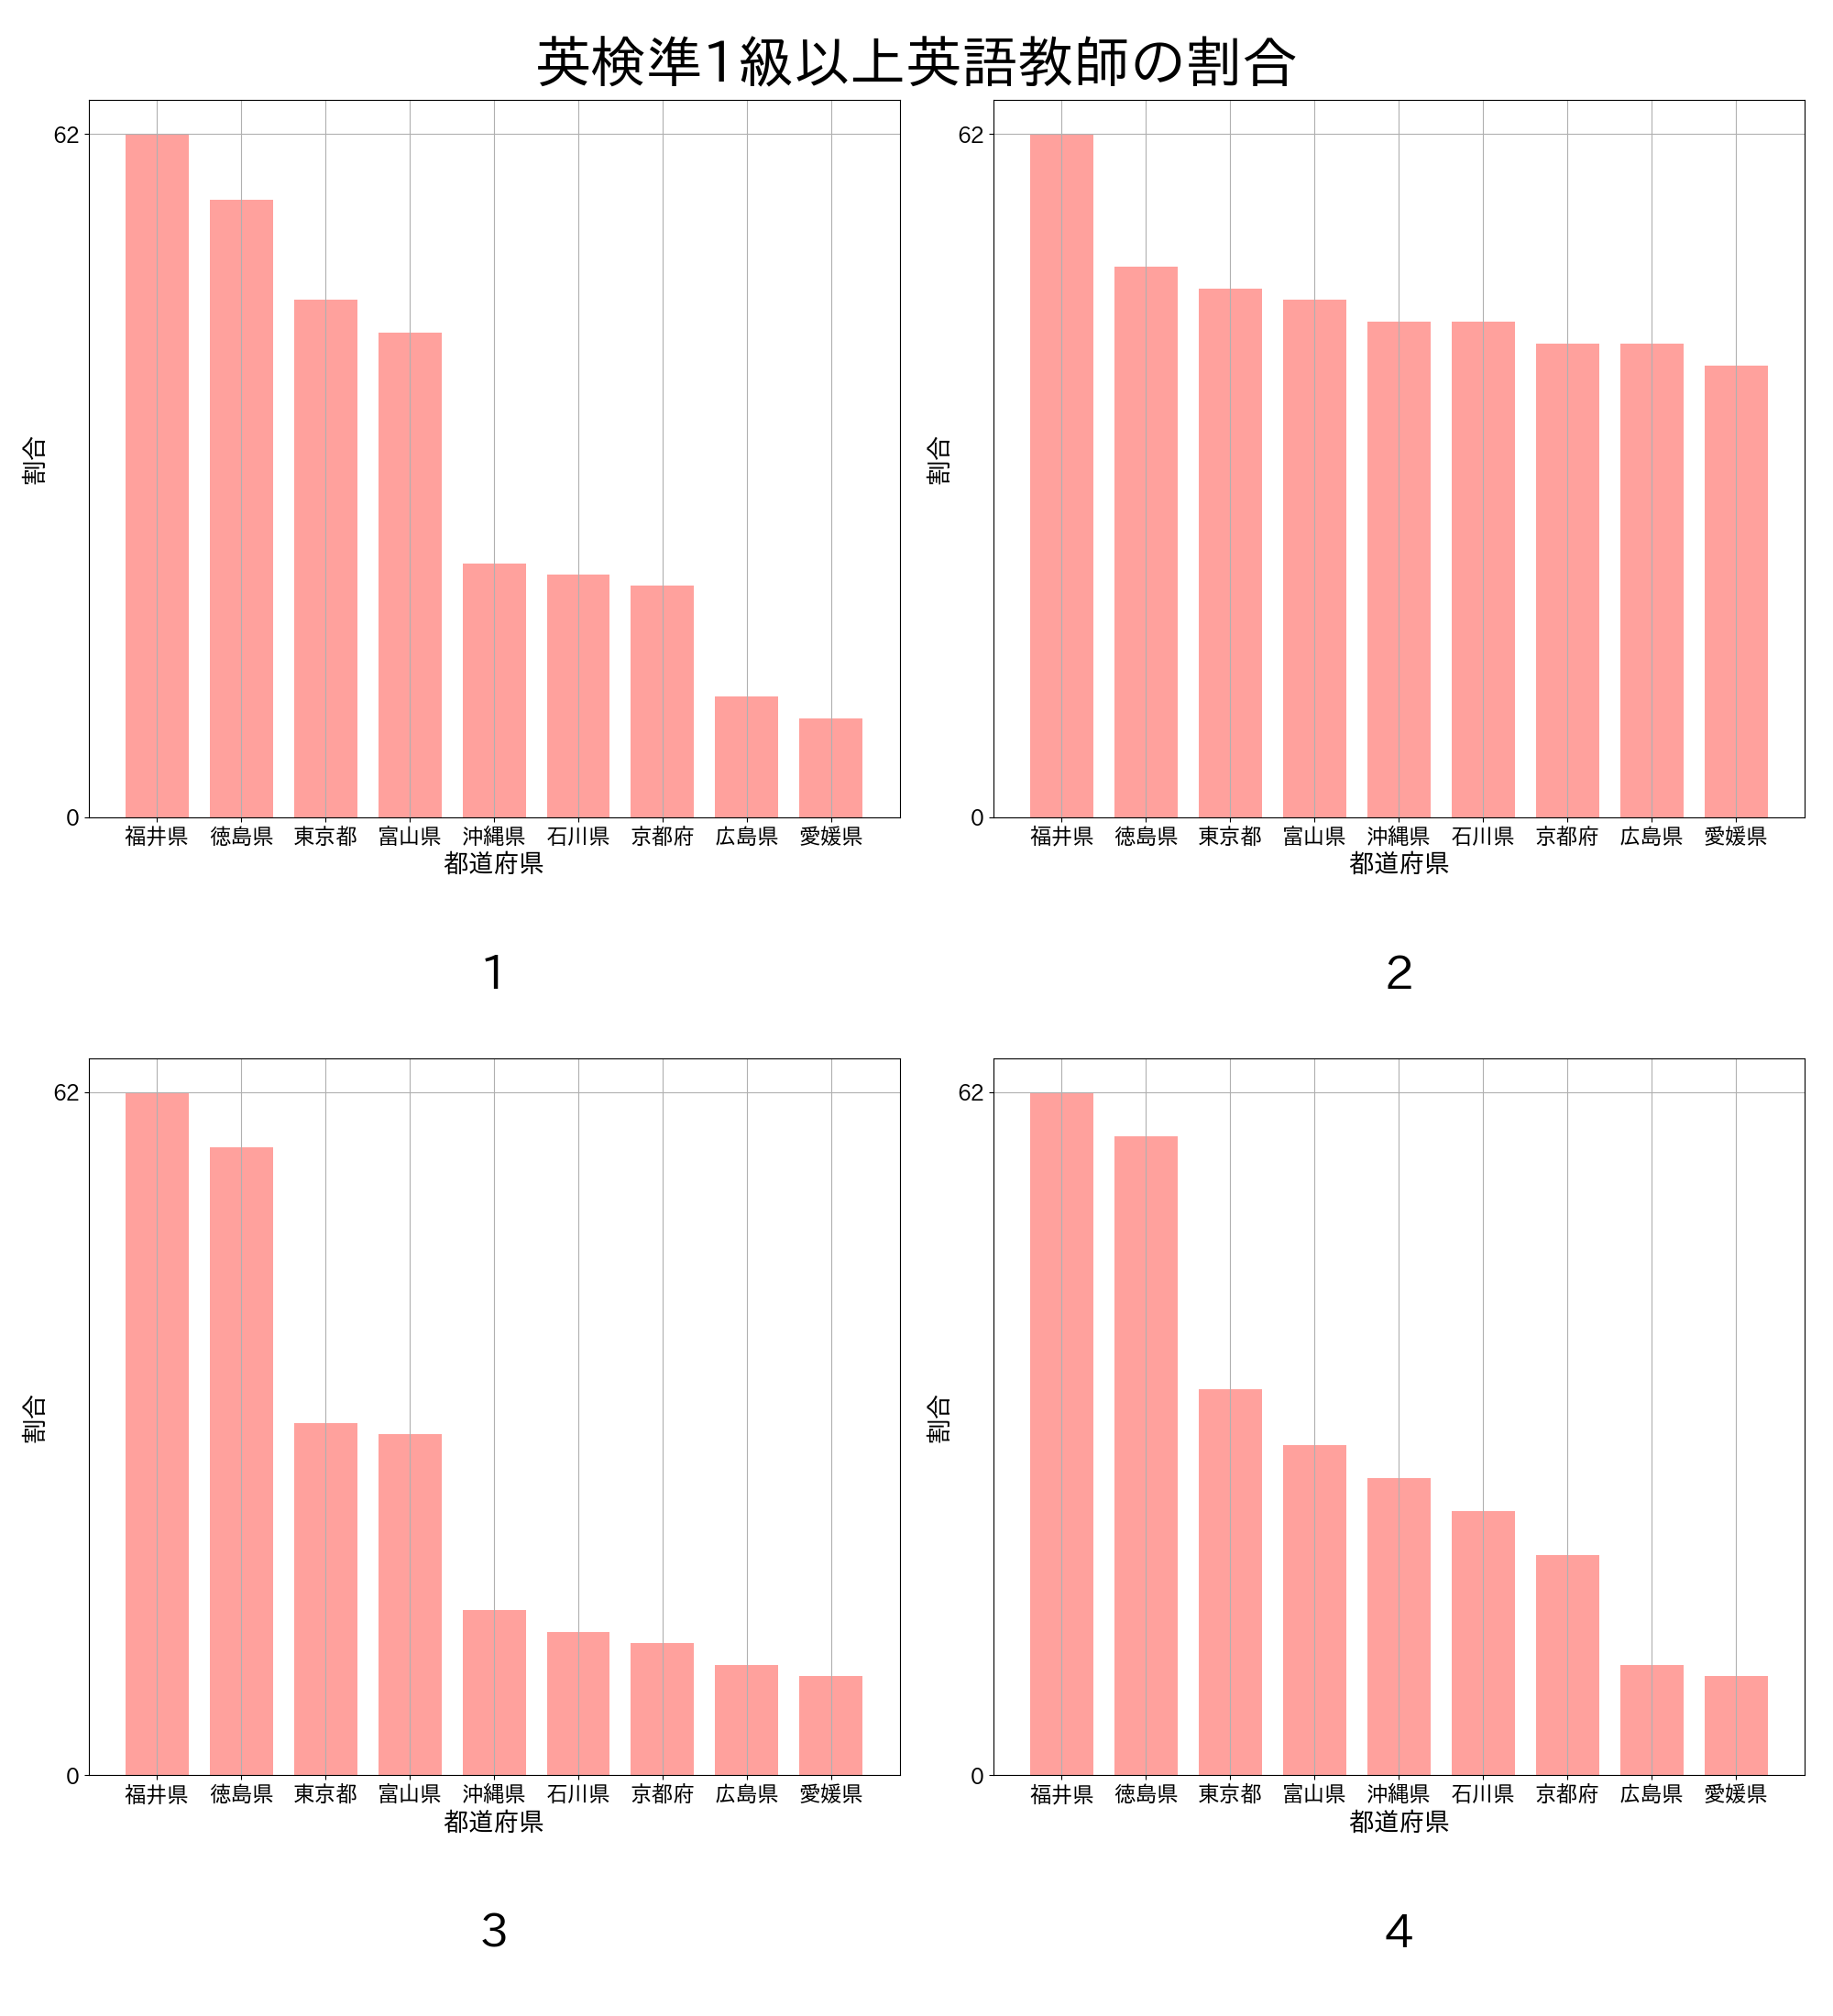 英検準1級以上英語教師の割合
62
0
割合
福井県 徳島県 東京都 富山県 沖縄県 石川県 京都府 広島県 愛媛県
都道府県
1
62
0
割合
福井県 徳島県 東京都 富山県 沖縄県 石川県 京都府 広島県 愛媛県
都道府県
2
62
0
割合
福井県 徳島県 東京都 富山県 沖縄県 石川県 京都府 広島県 愛媛県
都道府県
3
62
0
割合
福井県 徳島県 東京都 富山県 沖縄県 石川県 京都府 広島県 愛媛県
都道府県
4